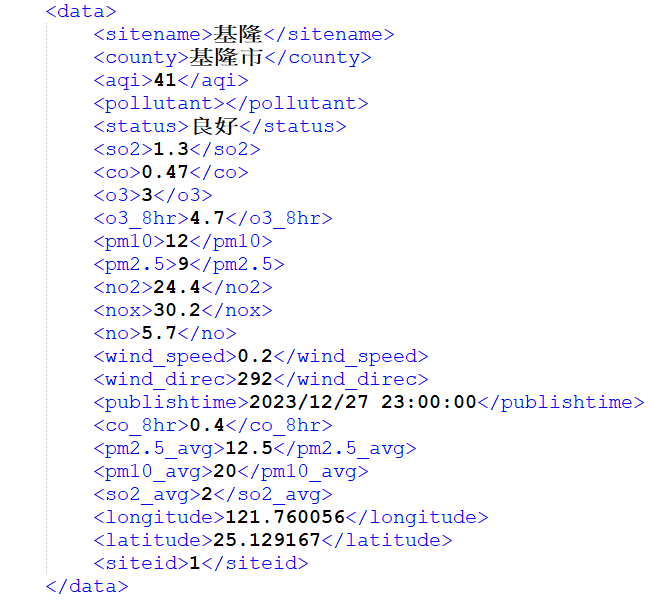 <data>
<sitename>基隆</sitename>
<county>基隆市</county>
<aqi>41</aqi>
<pollutant></pollutant>
<status>良好</status>
<so2>1.3</so2>
<co>0.47</co>
<o3>3</o3>
<o3_8hr>4.7</o3_8hr>
<pm10>12</pm10>
<pm2.5>9</pm2.5>
<no2>24.4</no2>
<nox>30.2</nox>
<no>5.7</no>
<wind_speed>0.2</wind_speed>
<wind_direc>292</wind_direc>
<publishtime>2023/12/27 23:00:00</publishtime>
<co_8hr>0.4</co_8hr>
<pm2.5_avg>12.5</pm2.5_avg>
<pm10_avg>20</pm10_avg>
<so2_avg>2</so2_avg>
<longitude>121.760056</longitude>
<latitude>25.129167</latitude>
<siteid>1</siteid>
</data>